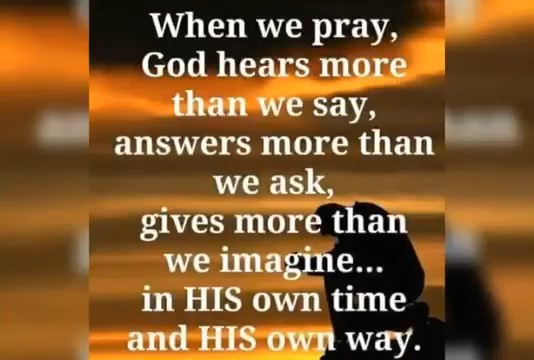 When we pray,
God hears more
than we say,
answers more than
we ask,
gives more than
we imagine...
in HIS own time
and HIS own way.